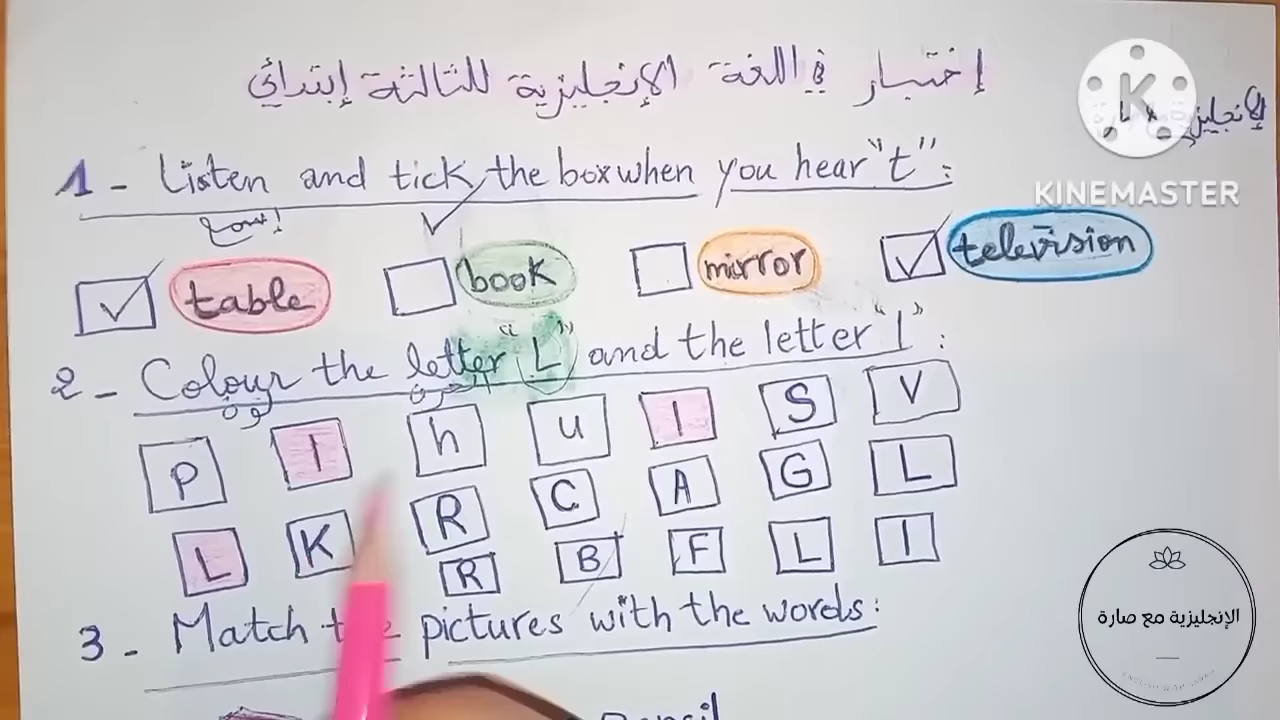 إختبار في اللغة الإنجليزية للثالثة إبتدائي
1 - Listen and tick the box when you hear "t" :
إسمع
✓
✓ table book mirror ✓ television
2 - Colour the letter "L" and the letter "l" :
لون الحرف
p l h u l S V
L K R C A G L
R B F L l
3 - Match the pictures with the words :
Pencil
K
KINEMASTER
الإنجليزية مع صارة